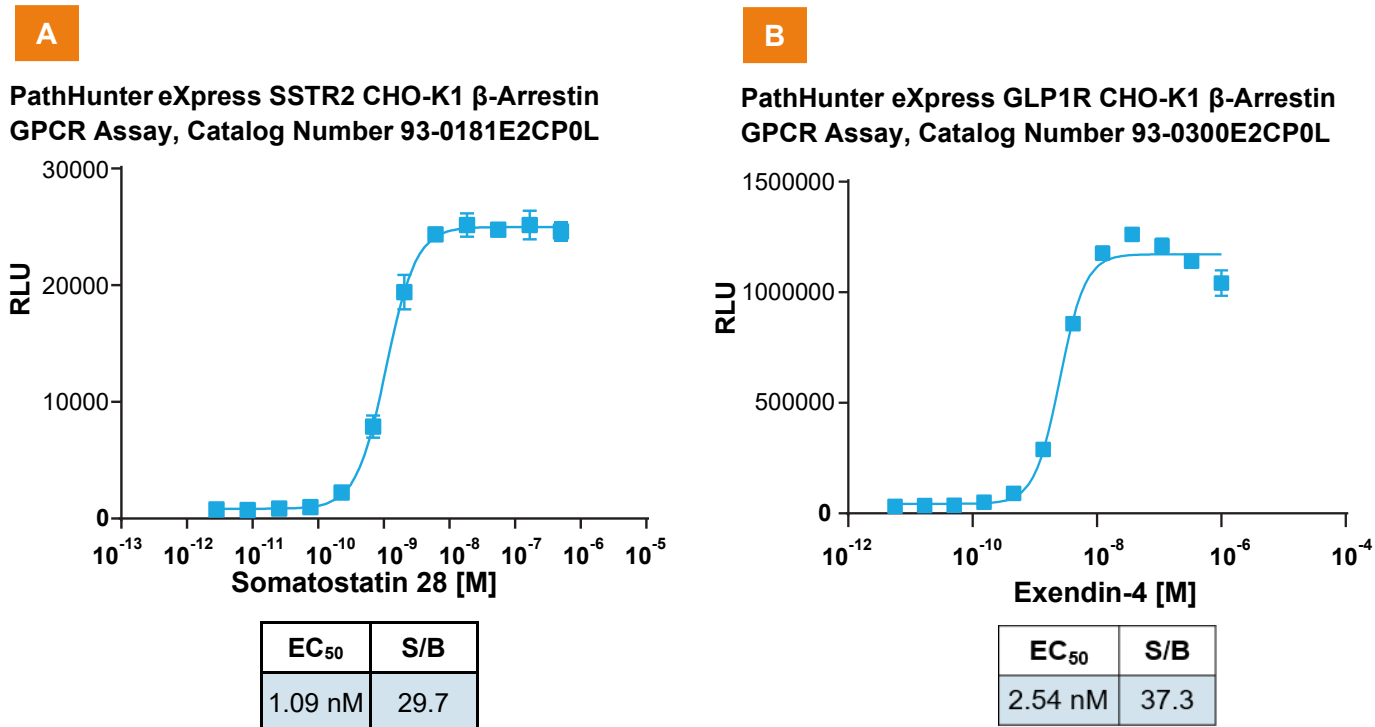 A
PathHunter eXpress SSTR2 CHO-K1 β-Arrestin
GPCR Assay, Catalog Number 93-0181E2CP0L
30000
20000
10000
0
RLU
10⁻¹³ 10⁻¹² 10⁻¹¹ 10⁻¹⁰ 10⁻⁹ 10⁻⁸ 10⁻⁷ 10⁻⁶ 10⁻⁵
Somatostatin 28 [M]
EC₅₀ S/B
1.09 nM 29.7
B
PathHunter eXpress GLP1R CHO-K1 β-Arrestin
GPCR Assay, Catalog Number 93-0300E2CP0L
1500000
1000000
500000
0
RLU
10⁻¹² 10⁻¹⁰ 10⁻⁸ 10⁻⁶ 10⁻⁴
Exendin-4 [M]
EC₅₀ S/B
2.54 nM 37.3